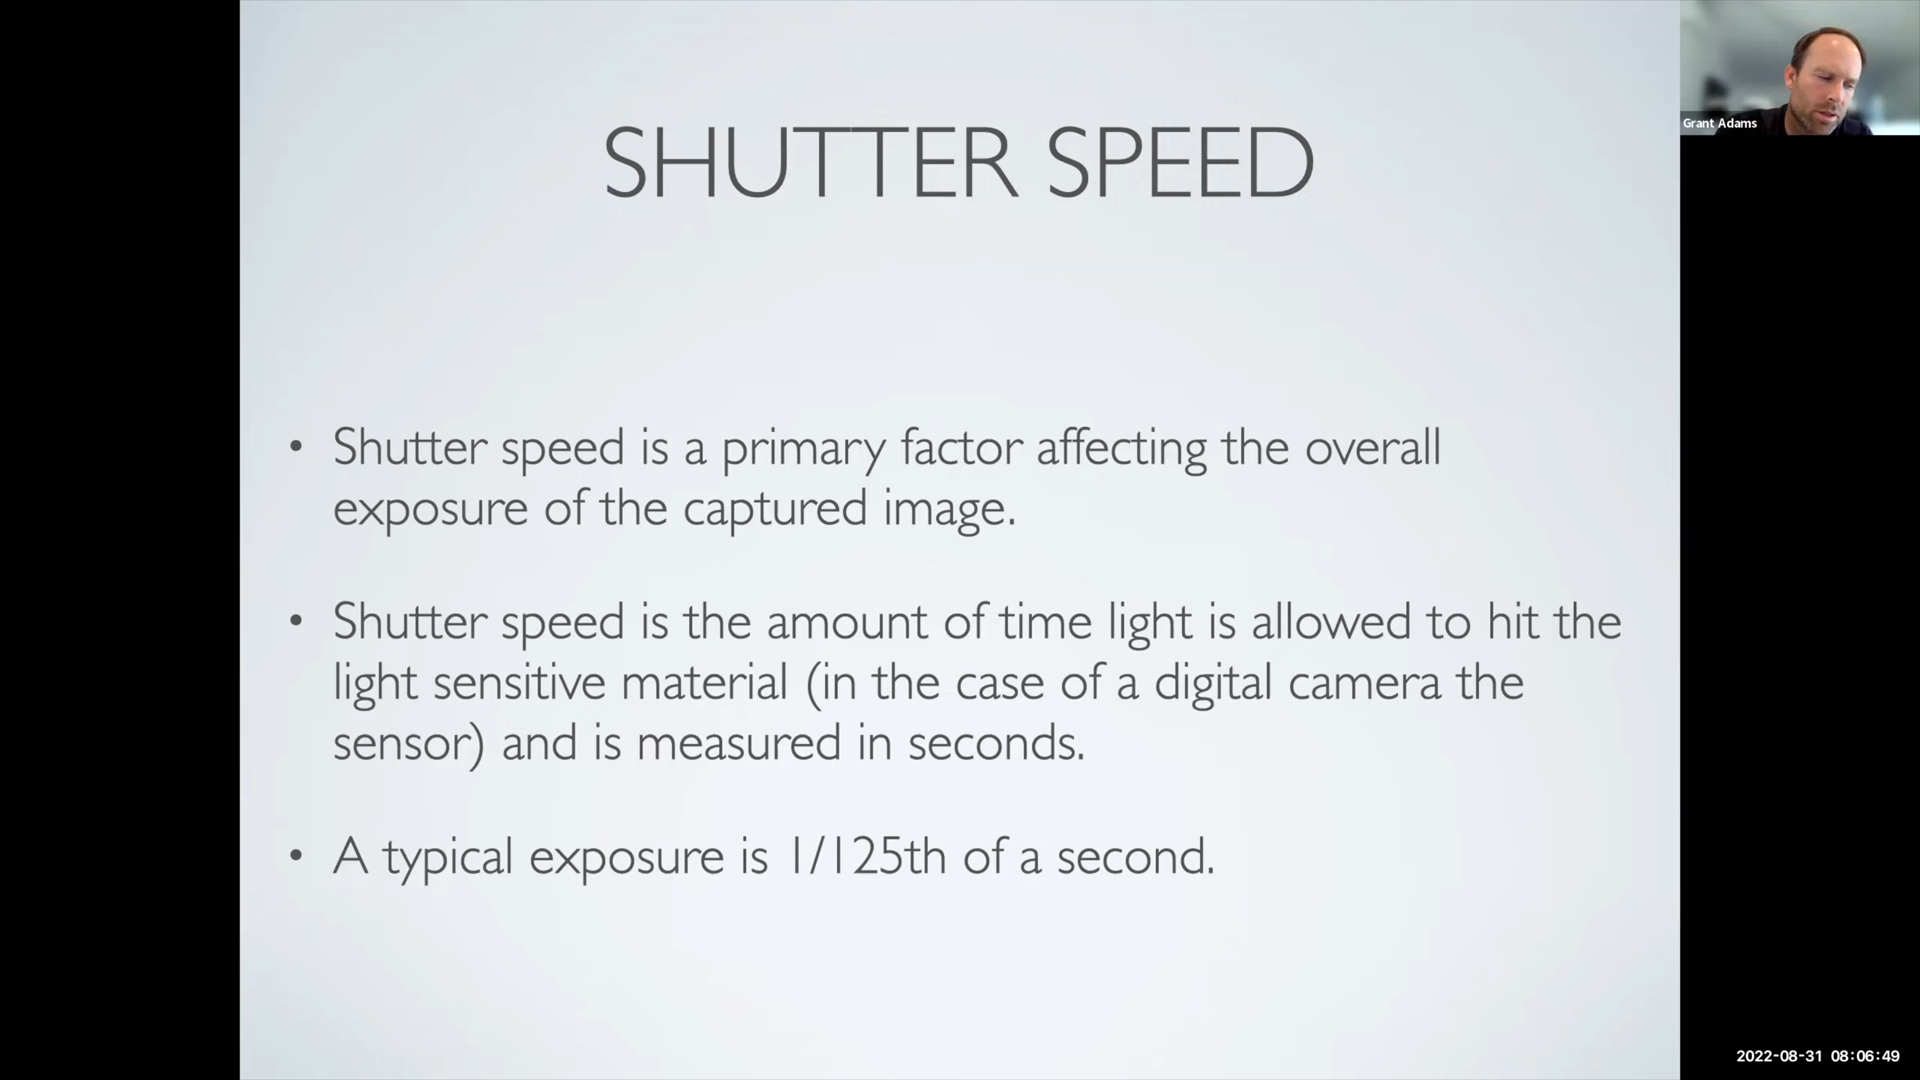 SHUTTER SPEED
Grant Adams
• Shutter speed is a primary factor affecting the overall
exposure of the captured image.
• Shutter speed is the amount of time light is allowed to hit the
light sensitive material (in the case of a digital camera the
sensor) and is measured in seconds.
• A typical exposure is 1/125th of a second.
2022-08-31 08:06:49